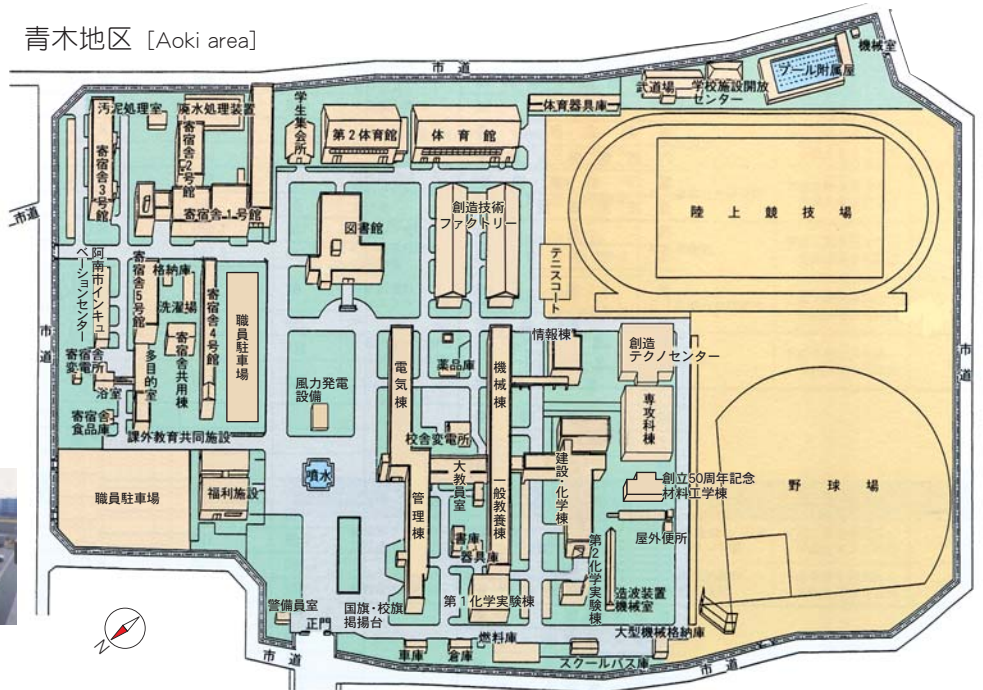 青木地区 [Aoki area]
市道
機械室
プール附属屋
武道場
学校施設開放
センター
体育器具庫
汚泥処理室
廃水処理装置
学生集会所
第2体育館
体育館
寄宿舎3号館
寄宿舎2号館
寄宿舎1号館
市道
図書館
創造技術
ファクトリー
陸上競技場
テニスコート
阿南市インキュ
ベーションセンター
寄宿舎5号館
格納庫
洗濯場
寄宿舎4号館
職員駐車場
市道
寄宿舎
変電所
浴室
多目的室
寄宿舎共用棟
寄宿舎
食品庫
課外教育共同施設
風力発電
設備
電気棟
薬品庫
機械棟
情報棟
創造
テクノセンター
専攻科棟
校舎変電所
市道
職員駐車場
福利施設
噴水
管理棟
大教員室
一般教養棟
建設・化学棟
創立50周年記念
材料工学棟
野球場
書庫
器具庫
屋外便所
第2化学実験棟
造波装置
機械室
警備員室
正門
国旗・校旗
掲揚台
第1化学実験棟
大型機械格納庫
市道
車庫
倉庫
燃料庫
スクールバス庫
市道
N